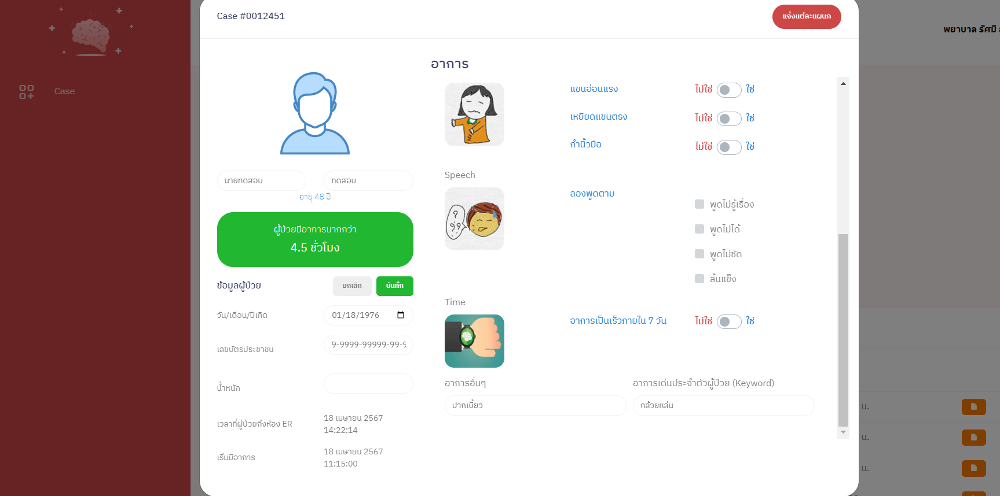 Case #0012451
แจ้งแต่ละแผนก
พยาบาล รัศมี
Case
อาการ
แขนอ่อนแรง
ไม่ใช่ ใช่
เหยียดแขนตรง
ไม่ใช่ ใช่
กำนิ้วมือ
ไม่ใช่ ใช่
นายทดสอบ
ทดสอบ
อายุ 48 ปี
Speech
ลองพูดตาม
พูดไม่รู้เรื่อง
พูดไม่ได้
พูดไม่ชัด
ลิ้นแข็ง
ผู้ป่วยมีอาการมากกว่า
4.5 ชั่วโมง
ข้อมูลผู้ป่วย
ยกเลิก
บันทึก
Time
อาการเป็นเร็วภายใน 7 วัน
ไม่ใช่ ใช่
วัน/เดือน/ปีเกิด
01/18/1976
เลขบัตรประชาชน
9-9999-99999-99-9
น้ำหนัก
อาการอื่นๆ
อาการเด่นประจำตัวผู้ป่วย (Keyword)
ปากเบี้ยว
กล้วยหล่น
น.
น.
น.
เวลาที่ผู้ป่วยถึงห้อง ER
18 เมษายน 2567
14:22:14
เริ่มมีอาการ
18 เมษายน 2567
11:15:00